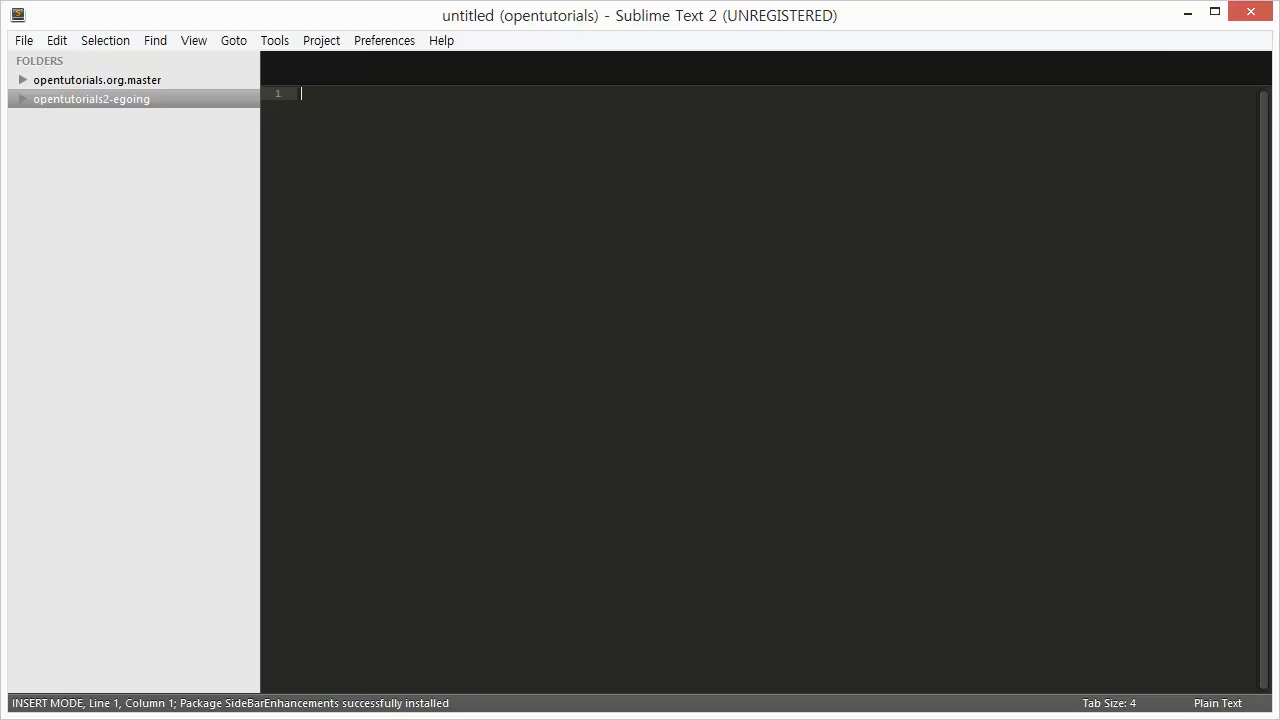 untitled (opentutorials) - Sublime Text 2 (UNREGISTERED)
File Edit Selection Find View Goto Tools Project Preferences Help
FOLDERS
opentutorials.org.master
opentutorials2-egoing
1
INSERT MODE, Line 1, Column 1; Package SideBarEnhancements successfully installed Tab Size: 4 Plain Text